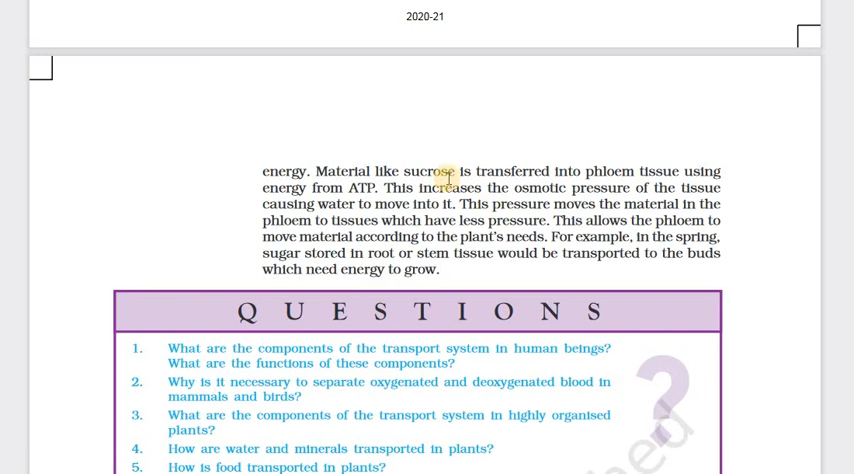 2020-21
energy. Material like sucrose is transferred into phloem tissue using
energy from ATP. This increases the osmotic pressure of the tissue
causing water to move into it. This pressure moves the material in the
phloem to tissues which have less pressure. This allows the phloem to
move material according to the plant's needs. For example, in the spring,
sugar stored in root or stem tissue would be transported to the buds
which need energy to grow.
Q U E S T I O N S
1. What are the components of the transport system in human beings?
What are the functions of these components?
2. Why is it necessary to separate oxygenated and deoxygenated blood in
mammals and birds?
3. What are the components of the transport system in highly organised
plants?
4. How are water and minerals transported in plants?
5. How is food transported in plants?
?